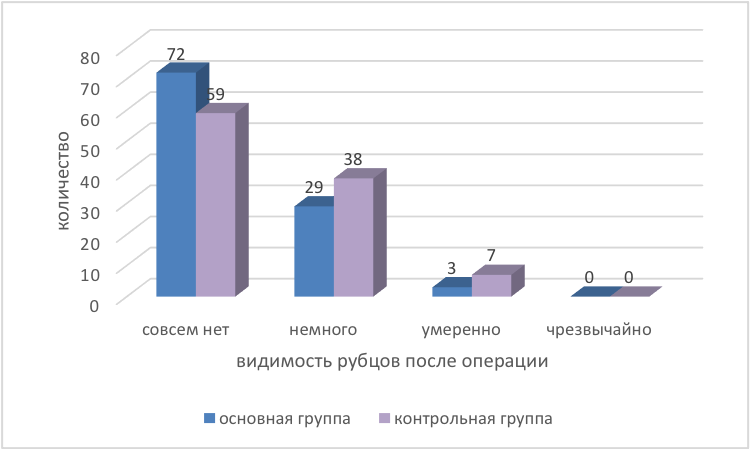 80
70
60
50
40
30
20
10
0
количество
72
59
29
38
3
7
0
0
совсем нет
немного
умеренно
чрезвычайно
видимость рубцов после операции
основная группа
контрольная группа